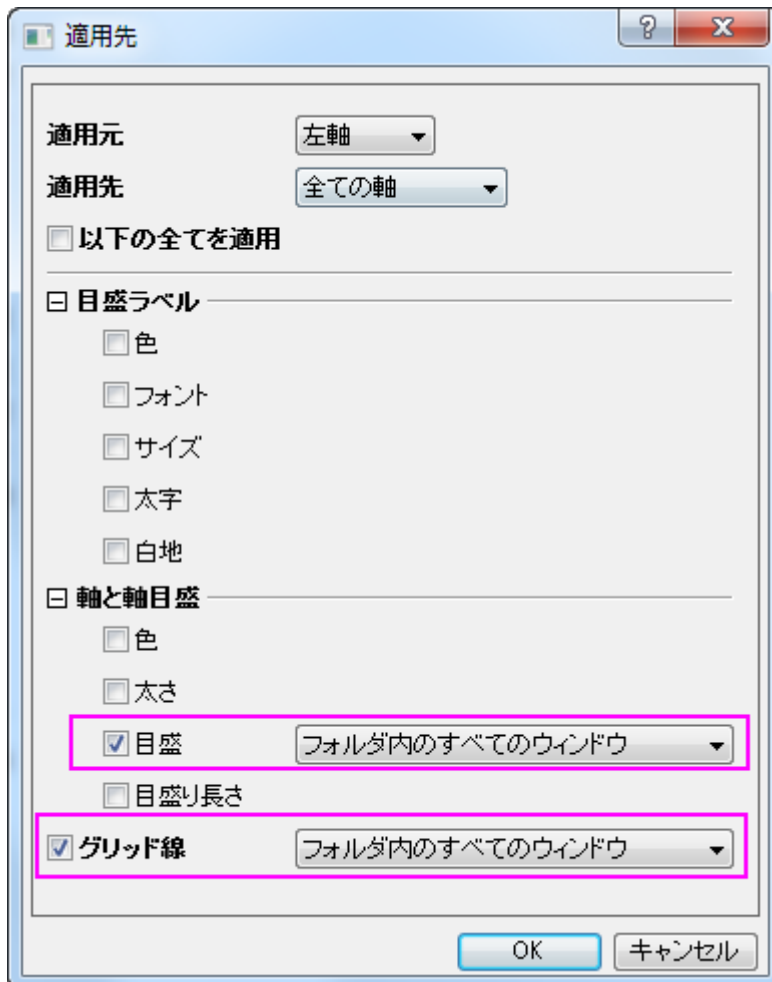 適用先
適用元 左軸
適用先 全ての軸
以下の全てを適用
目盛ラベル
色
フォント
サイズ
太字
白地
軸と軸目盛
色
太さ
目盛 フォルダ内のすべてのウィンドウ
目盛り長さ
グリッド線 フォルダ内のすべてのウィンドウ
OK キャンセル